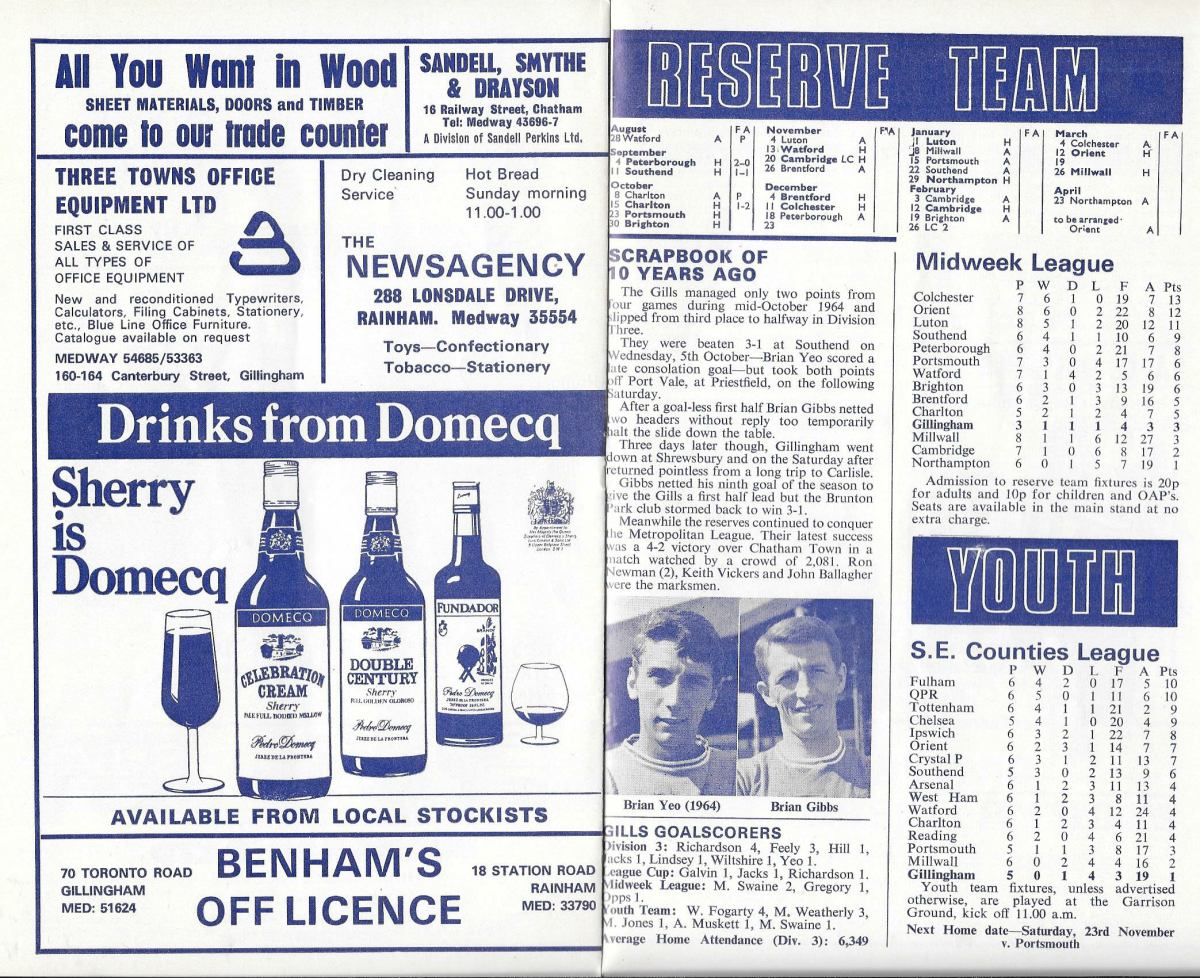 All You Want in Wood
SHEET MATERIALS, DOORS and TIMBER
come to our trade counter
SANDELL, SMYTHE
& DRAYSON
16 Railway Street, Chatham
Tel: Medway 43696-7
A Division of Sandell Perkins Ltd.
THREE TOWNS OFFICE
EQUIPMENT LTD
FIRST CLASS
SALES & SERVICE OF
ALL TYPES OF
OFFICE EQUIPMENT
New and reconditioned Typewriters,
Calculators, Filing Cabinets, Stationery,
etc., Blue Line Office Furniture.
Catalogue available on request
MEDWAY 54685/53363
160-164 Canterbury Street, Gillingham
Dry Cleaning
Service
Hot Bread
Sunday morning
11.00-1.00
THE
NEWSAGENCY
288 LONSDALE DRIVE,
RAINHAM. Medway 35554
Toys—Confectionary
Tobacco—Stationery
Drinks from Domecq
Sherry
is
Domecq
DOMECQ
CELEBRATION
CREAM
Sherry
PALE FULL BODIED MELLOW
Pedro Domecq
JEREZ DE LA FRONTERA
DOMECQ
DOUBLE
CENTURY
Sherry
FULL GOLDEN OLOROSO
Pedro Domecq
JEREZ DE LA FRONTERA
FUNDADOR
BRANDY
Pedro Domecq
JEREZ DE LA FRONTERA
AVAILABLE FROM LOCAL STOCKISTS
70 TORONTO ROAD
GILLINGHAM
MED: 51624
BENHAM'S
OFF LICENCE
18 STATION ROAD
RAINHAM
MED: 33790
RESERVE TEAM
August F A
28 Watford A P
September
4 Peterborough H 2-0
11 Southend H 1-1
October
8 Charlton A P
15 Charlton H 1-2
23 Portsmouth H
30 Brighton H
November F A
4 Luton A
13 Watford H
20 Cambridge LC H
26 Brentford A
December
4 Brentford H
11 Colchester H
18 Peterborough A
23
January F A
1 Luton H
8 Millwall A
15 Portsmouth A
22 Southend A
29 Northampton H
February
3 Cambridge A
12 Cambridge H
19 Brighton A
26 LC 2
March F A
4 Colchester A
12 Orient H
19
26 Millwall H
April
23 Northampton A
to be arranged
Orient A
SCRAPBOOK OF
10 YEARS AGO
The Gills managed only two points from
four games during mid-October 1964 and
slipped from third place to halfway in Division
Three.
They were beaten 3-1 at Southend on
Wednesday, 5th October—Brian Yeo scored a
late consolation goal—but took both points
off Port Vale, at Priestfield, on the following
Saturday.
After a goal-less first half Brian Gibbs netted
two headers without reply too temporarily
halt the slide down the table.
Three days later though, Gillingham went
down at Shrewsbury and on the Saturday after
returned pointless from a long trip to Carlisle.
Gibbs netted his ninth goal of the season to
give the Gills a first half lead but the Brunton
Park club stormed back to win 3-1.
Meanwhile the reserves continued to conquer
the Metropolitan League. Their latest success
was a 4-2 victory over Chatham Town in a
match watched by a crowd of 2,081. Ron
Newman (2), Keith Vickers and John Ballagher
were the marksmen.
Brian Yeo (1964)
Brian Gibbs
GILLS GOALSCORERS
Division 3: Richardson 4, Feely 3, Hill 1,
Jacks 1, Lindsey 1, Wiltshire 1, Yeo 1.
League Cup: Galvin 1, Jacks 1, Richardson 1.
Midweek League: M. Swaine 2, Gregory 1,
Opps 1.
Youth Team: W. Fogarty 4, M. Weatherly 3,
M. Jones 1, A. Muskett 1, M. Swaine 1.
Average Home Attendance (Div. 3): 6,349
Midweek League
P W D L F A Pts
Colchester 7 6 1 0 19 7 13
Orient 8 6 0 2 22 8 12
Luton 8 5 1 2 20 12 11
Southend 6 4 1 1 10 6 9
Peterborough 6 4 0 2 21 7 8
Portsmouth 7 3 0 4 17 17 6
Watford 7 1 4 2 5 6 6
Brighton 6 3 0 3 13 19 6
Brentford 6 2 1 3 9 16 5
Charlton 5 2 1 2 4 7 5
Gillingham 3 1 1 1 4 3 3
Millwall 8 1 1 6 12 27 3
Cambridge 7 1 0 6 8 17 2
Northampton 6 0 1 5 7 19 1
Admission to reserve team fixtures is 20p
for adults and 10p for children and OAP's.
Seats are available in the main stand at no
extra charge.
YOUTH
S.E. Counties League
P W D L F A Pts
Fulham 6 4 2 0 17 5 10
QPR 6 5 0 1 11 6 10
Tottenham 6 4 1 1 21 2 9
Chelsea 5 4 1 0 20 4 9
Ipswich 6 3 2 1 22 7 8
Orient 6 2 3 1 14 7 7
Crystal P 6 3 1 2 11 13 7
Southend 5 3 0 2 13 9 6
Arsenal 6 1 2 3 11 13 4
West Ham 6 1 2 3 8 11 4
Watford 6 2 0 4 12 24 4
Charlton 6 1 2 3 4 11 4
Reading 6 2 0 4 6 21 4
Portsmouth 5 1 1 3 8 17 3
Millwall 6 0 2 4 4 16 2
Gillingham 5 0 1 4 3 19 1
Youth team fixtures, unless advertised
otherwise, are played at the Garrison
Ground, kick off 11.00 a.m.
Next Home date—Saturday, 23rd November
v. Portsmouth